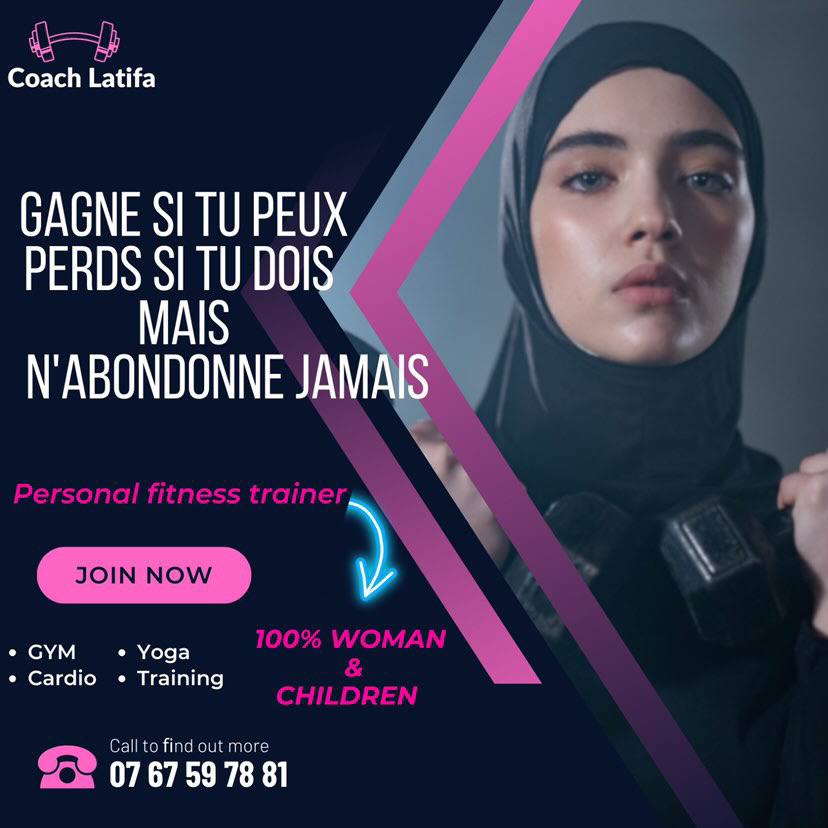 Coach Latifa
GAGNE SI TU PEUX
PERDS SI TU DOIS
MAIS
N'ABONDONNE JAMAIS
Personal fitness trainer
JOIN NOW
• GYM
• Cardio
• Yoga
• Training
100% WOMAN
&
CHILDREN
Call to find out more
07 67 59 78 81